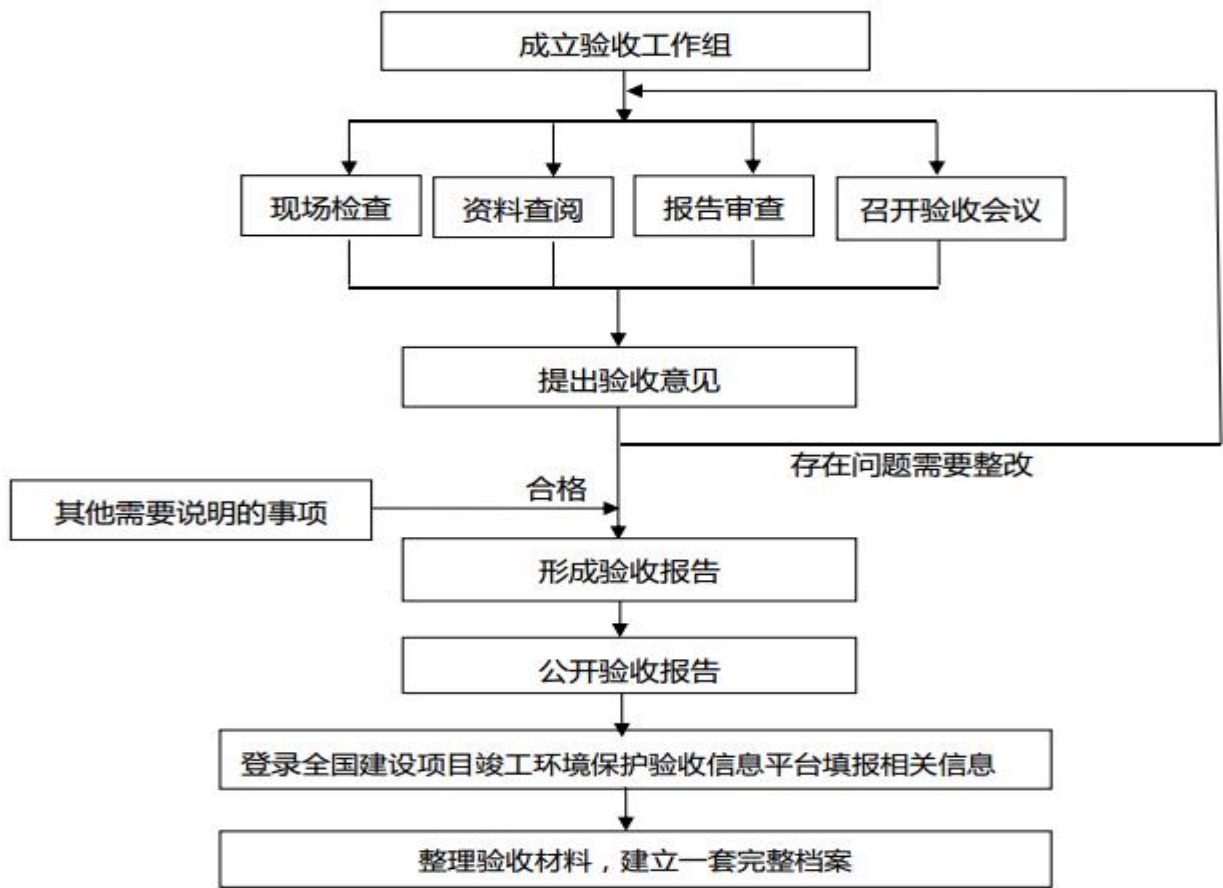 成立验收工作组
现场检查
资料查阅
报告审查
召开验收会议
提出验收意见
存在问题需要整改
合格
其他需要说明的事项
形成验收报告
公开验收报告
登录全国建设项目竣工环境保护验收信息平台填报相关信息
整理验收材料，建立一套完整档案